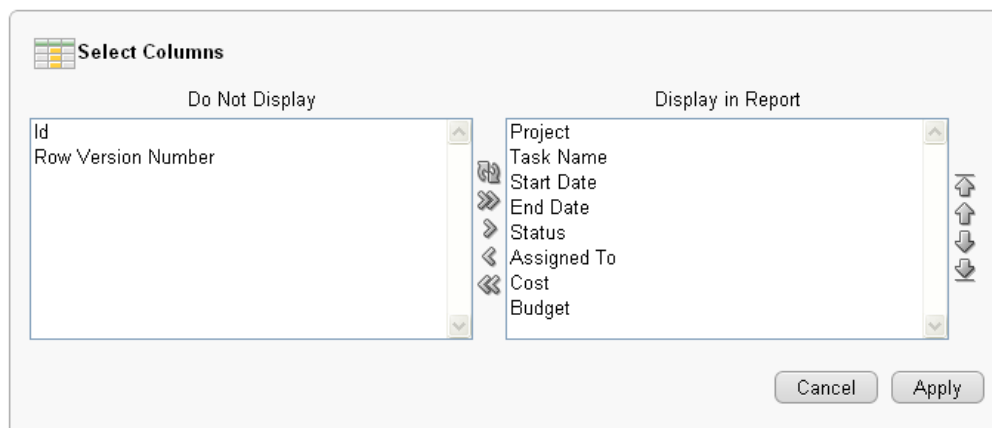 Select Columns
Do Not Display
Display in Report
Id
Row Version Number
Project
Task Name
Start Date
End Date
Status
Assigned To
Cost
Budget
Cancel
Apply